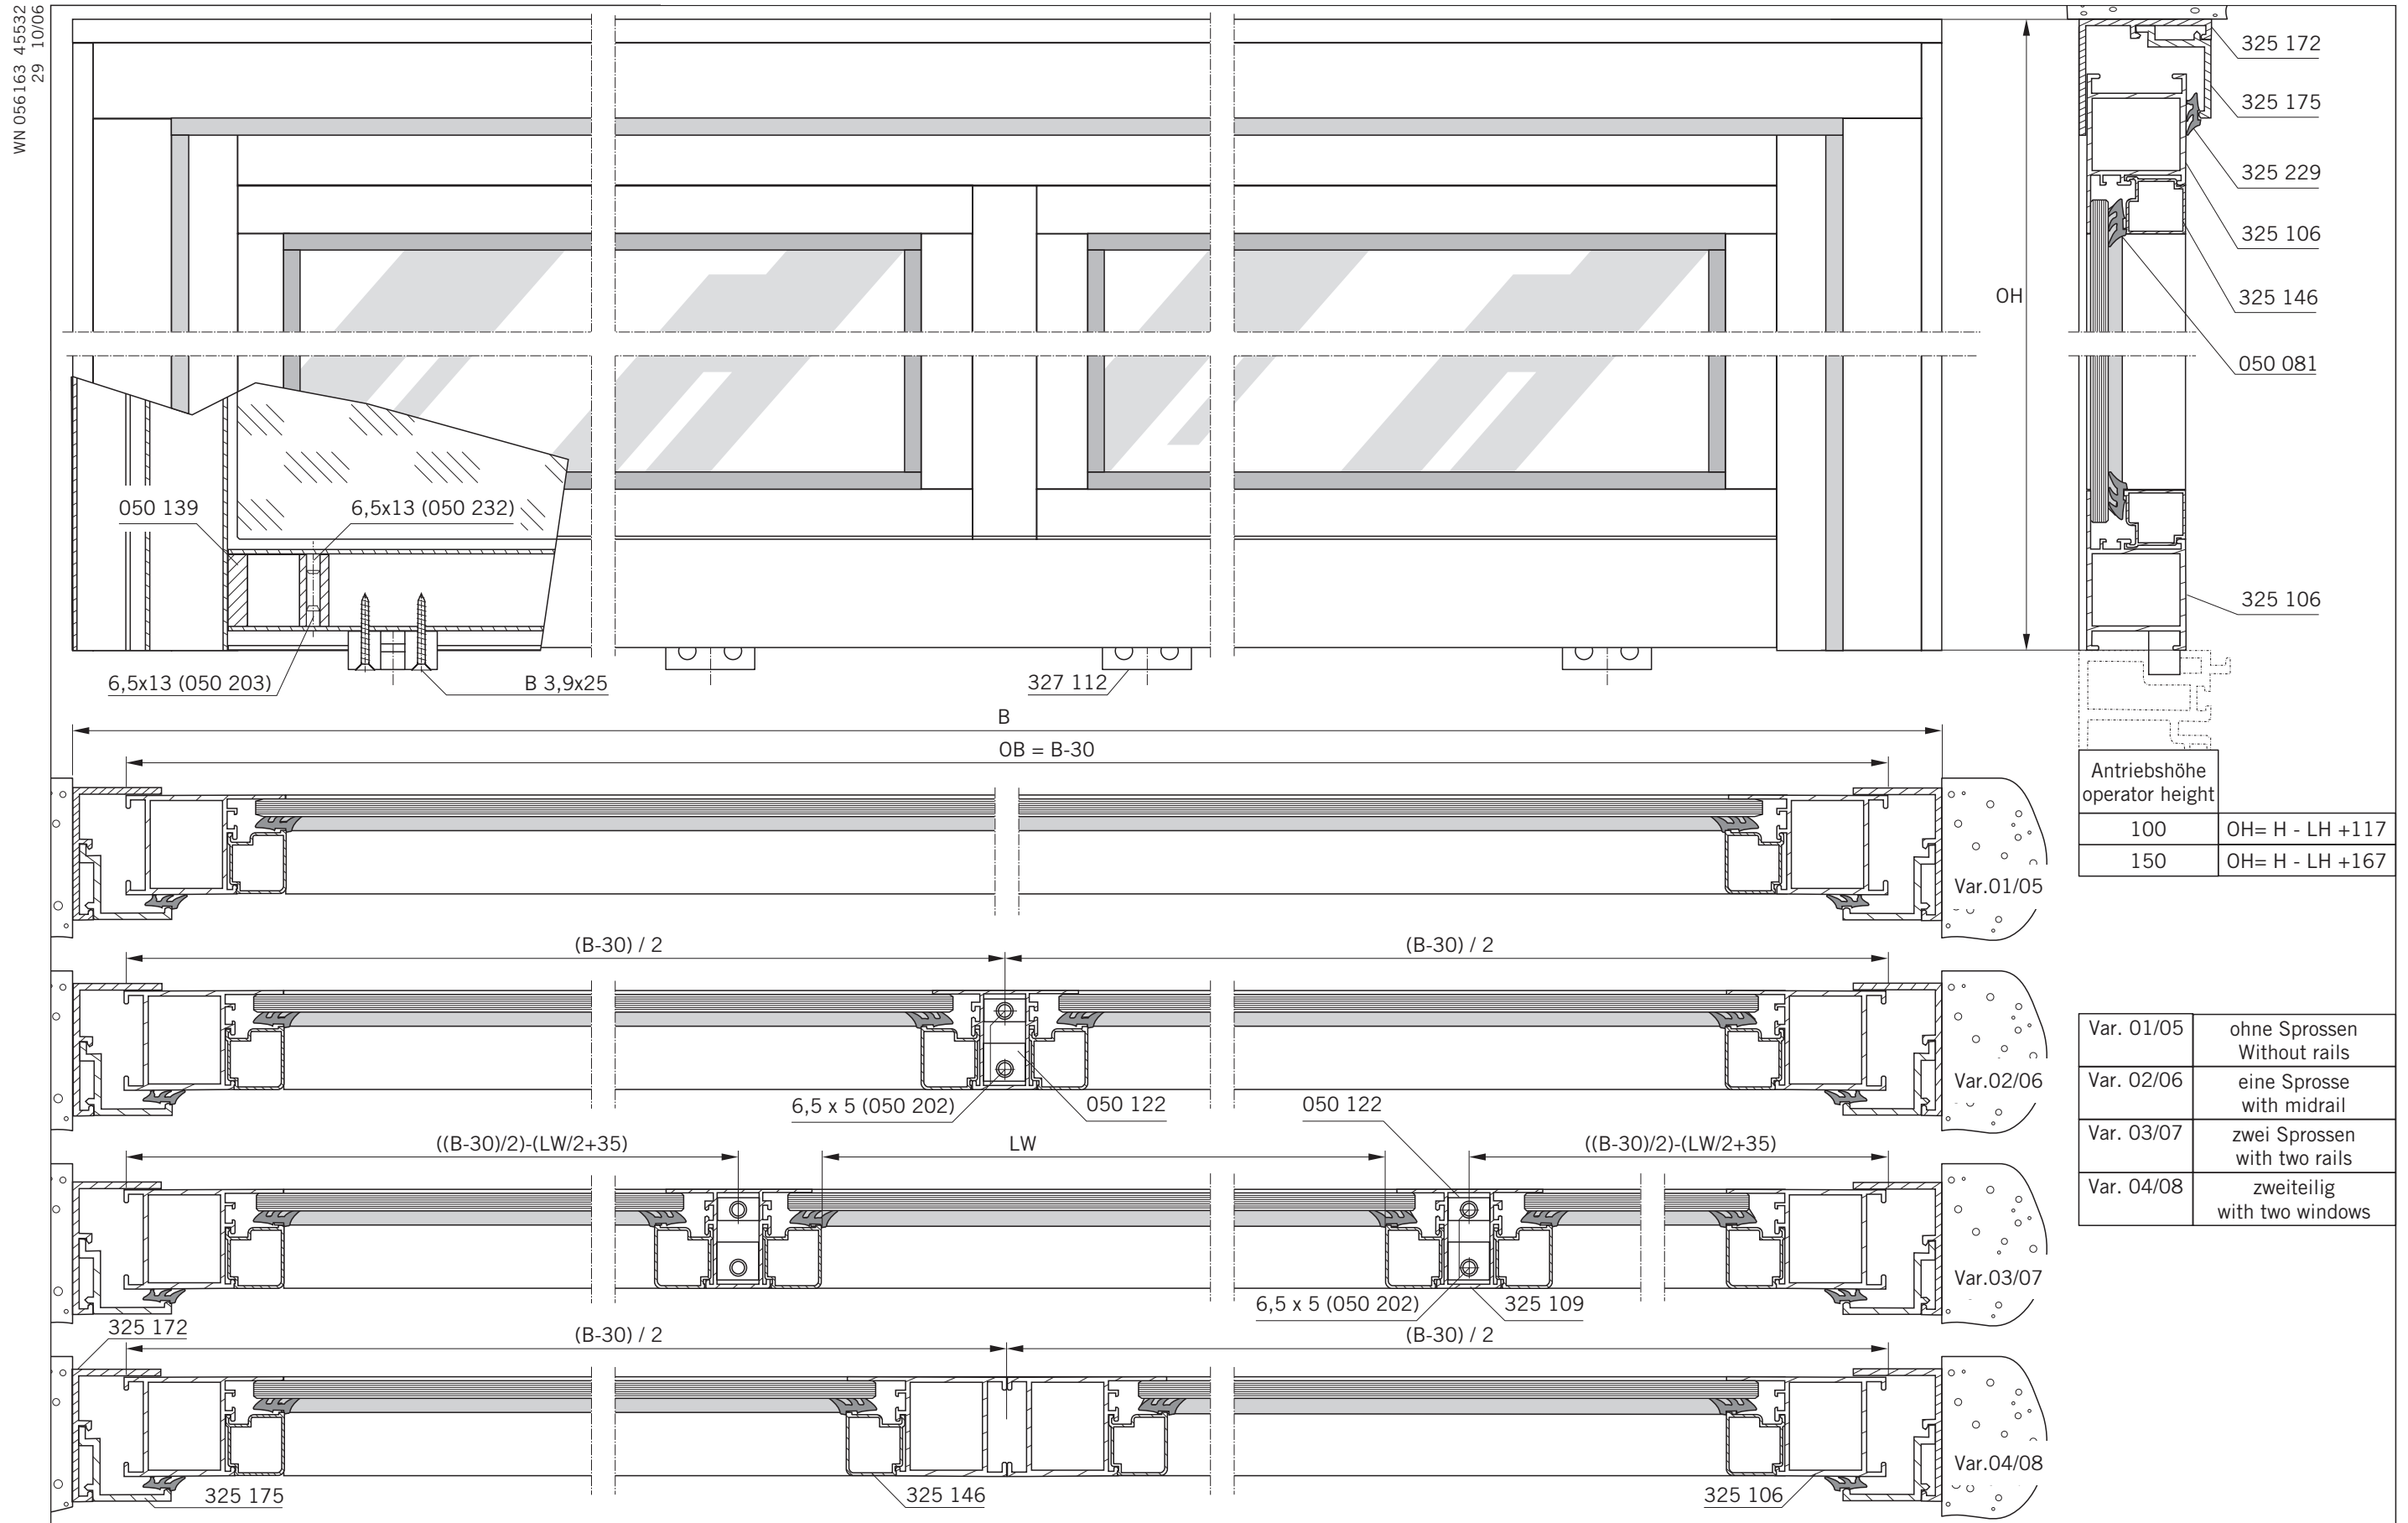 WN 056163 45532
29 10/06
325 172
325 175
325 229
325 106
325 146
050 081
325 106
OH
050 139
6,5x13 (050 232)
6,5x13 (050 203)
B 3,9x25
327 112
B
OB = B-30
Antriebshöhe
operator height
100 OH= H - LH +117
150 OH= H - LH +167
Var.01/05
(B-30) / 2
(B-30) / 2
Var.02/06
6,5 x 5 (050 202)
050 122
050 122
Var. 01/05 ohne Sprossen
Without rails
Var. 02/06 eine Sprosse
with midrail
Var. 03/07 zwei Sprossen
with two rails
Var. 04/08 zweiteilig
with two windows
((B-30)/2)-(LW/2+35)
LW
((B-30)/2)-(LW/2+35)
Var.03/07
6,5 x 5 (050 202)
325 109
325 172
(B-30) / 2
(B-30) / 2
Var.04/08
325 175
325 146
325 106